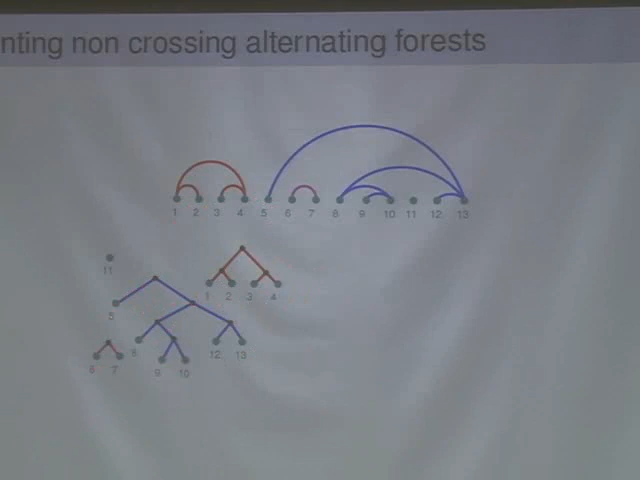 nting non crossing alternating forests
1 2 3 4 5 6 7 8 9 10 11 12 13
11
1 2 3 4
5
8 12 13
6 7 9 10